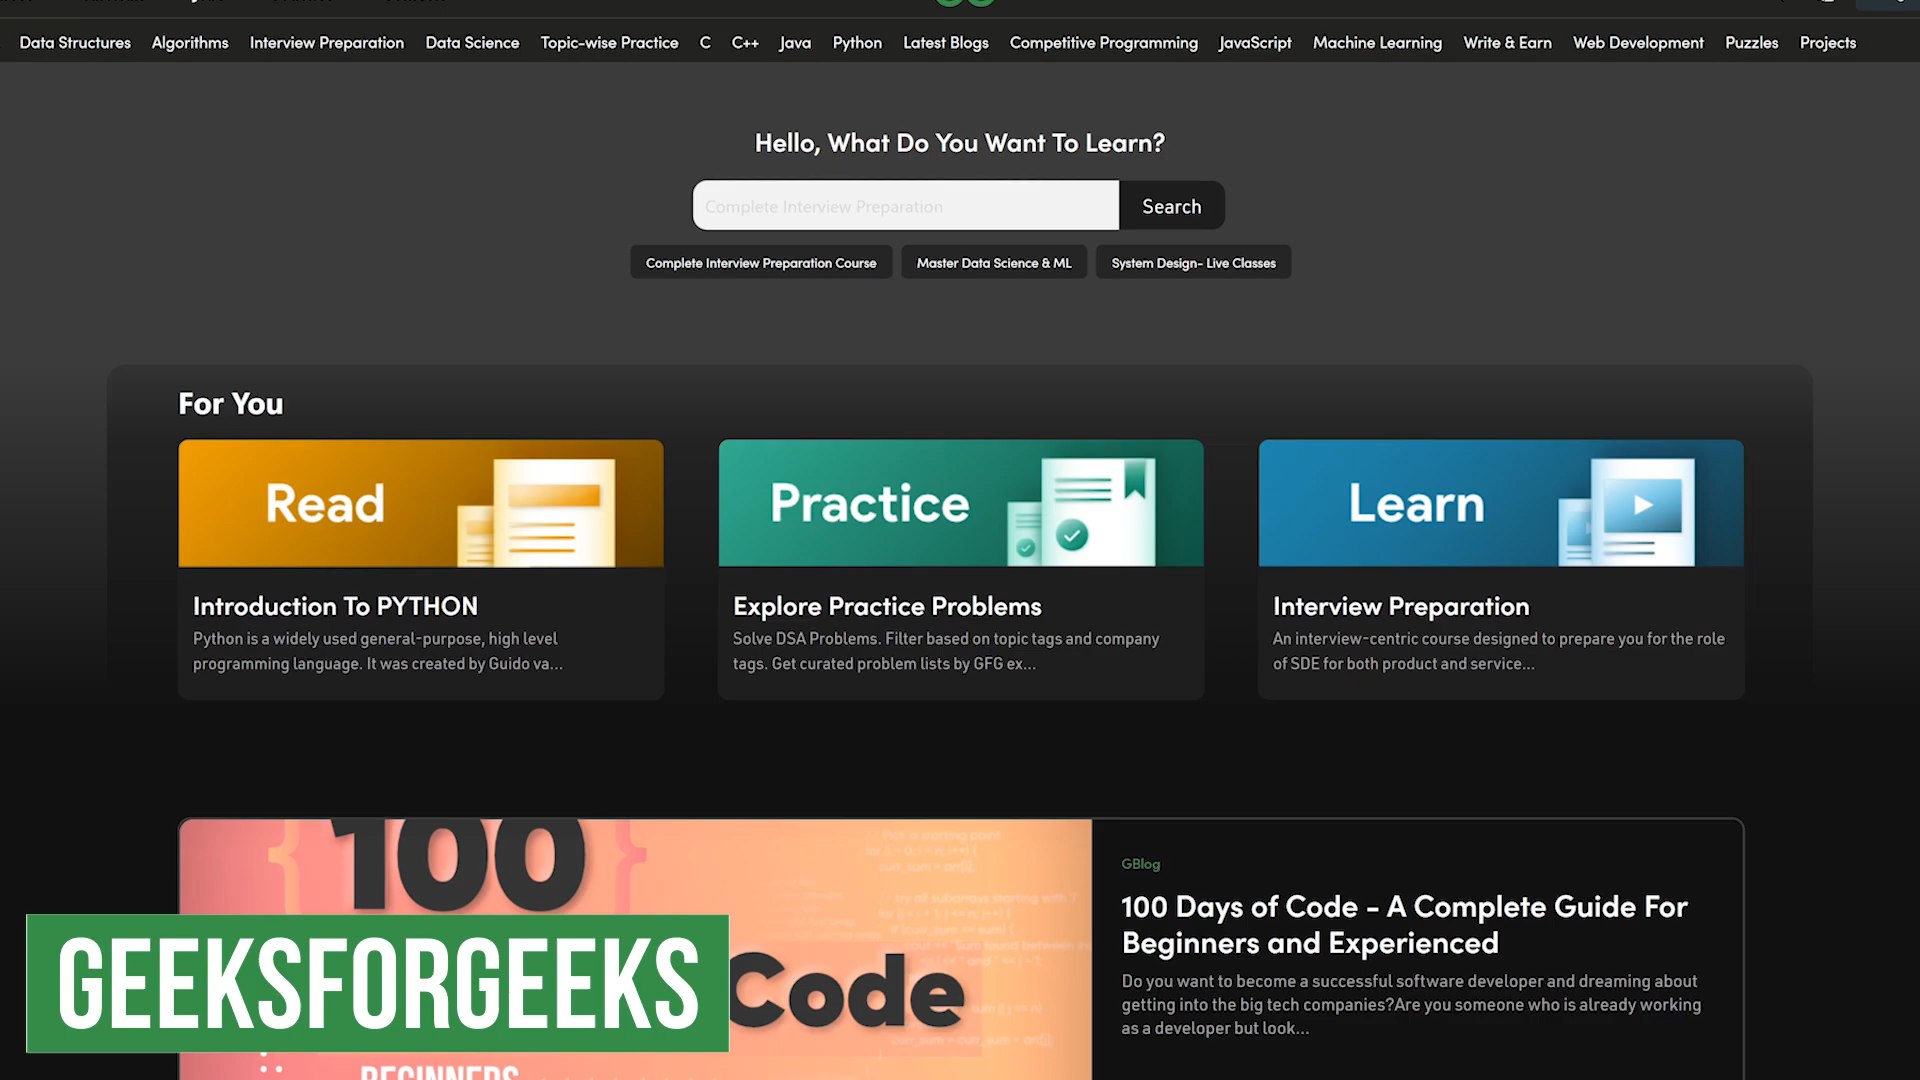 Data Structures Algorithms Interview Preparation Data Science Topic-wise Practice C C++ Java Python Latest Blogs Competitive Programming JavaScript Machine Learning Write & Earn Web Development Puzzles Projects
Hello, What Do You Want To Learn?
Complete Interview Preparation Search
Complete Interview Preparation Course Master Data Science & ML System Design- Live Classes
For You
Read
Introduction To PYTHON
Python is a widely used general-purpose, high level
programming language. It was created by Guido va...
Practice
Explore Practice Problems
Solve DSA Problems. Filter based on topic tags and company
tags. Get curated problem lists by GFG ex...
Learn
Interview Preparation
An interview-centric course designed to prepare you for the role
of SDE for both product and service...
{ 100 }
Code
BEGINNERS
GBlog
100 Days of Code - A Complete Guide For
Beginners and Experienced
Do you want to become a successful software developer and dreaming about
getting into the big tech companies?Are you someone who is already working
as a developer but look...
GEEKSFORGEEKS